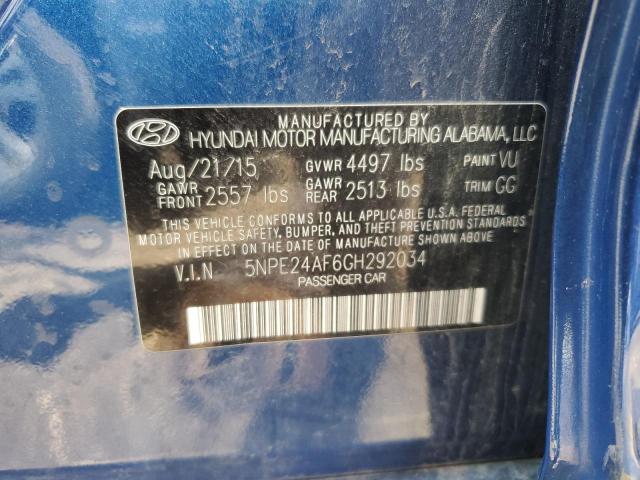 MANUFACTURED BY
HYUNDAI MOTOR MANUFACTURING ALABAMA, LLC
Aug/21/15 GVWR 4497 lbs PAINT VU
GAWR FRONT 2557 lbs GAWR REAR 2513 lbs TRIM GG
THIS VEHICLE CONFORMS TO ALL APPLICABLE U.S.A. FEDERAL
MOTOR VEHICLE SAFETY, BUMPER, AND THEFT PREVENTION STANDARDS
IN EFFECT ON THE DATE OF MANUFACTURE SHOWN ABOVE.
V.I.N 5NPE24AF6GH292034
PASSENGER CAR